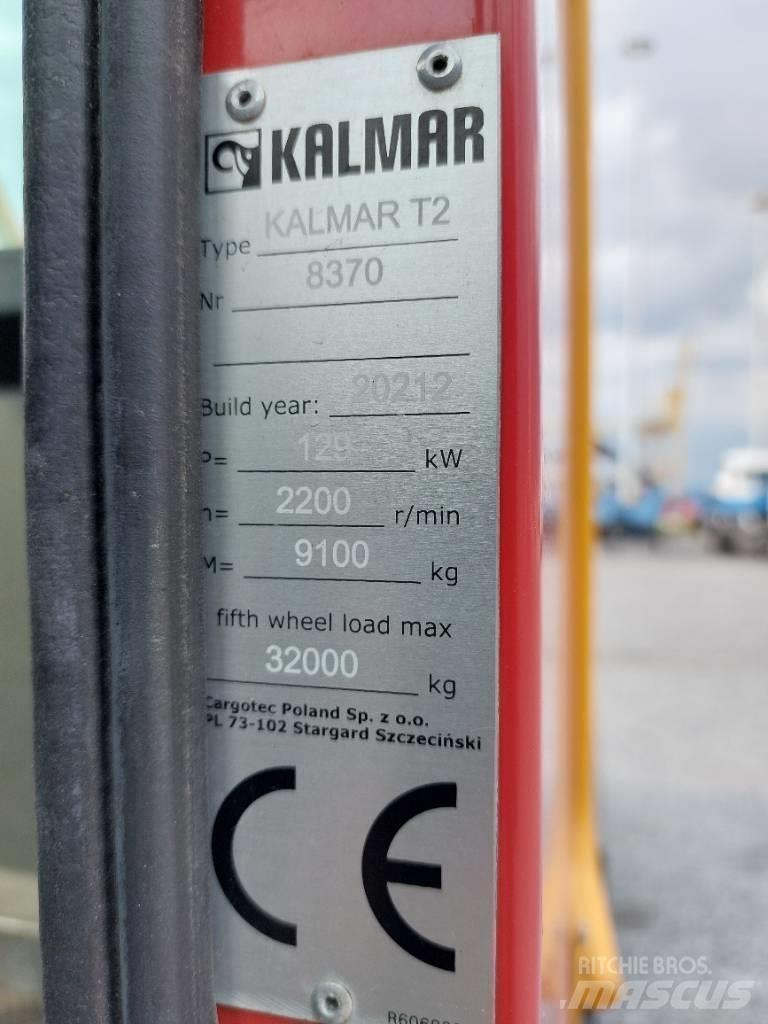 KALMAR
Type KALMAR T2
Nr 8370
Build year: 20212
P= 129 kW
n= 2200 r/min
M= 9100 kg
fifth wheel load max
32000 kg
Cargotec Poland Sp. z o.o.
PL 73-102 Stargard Szczeciński
CE
RITCHIE BROS.
MASCUS